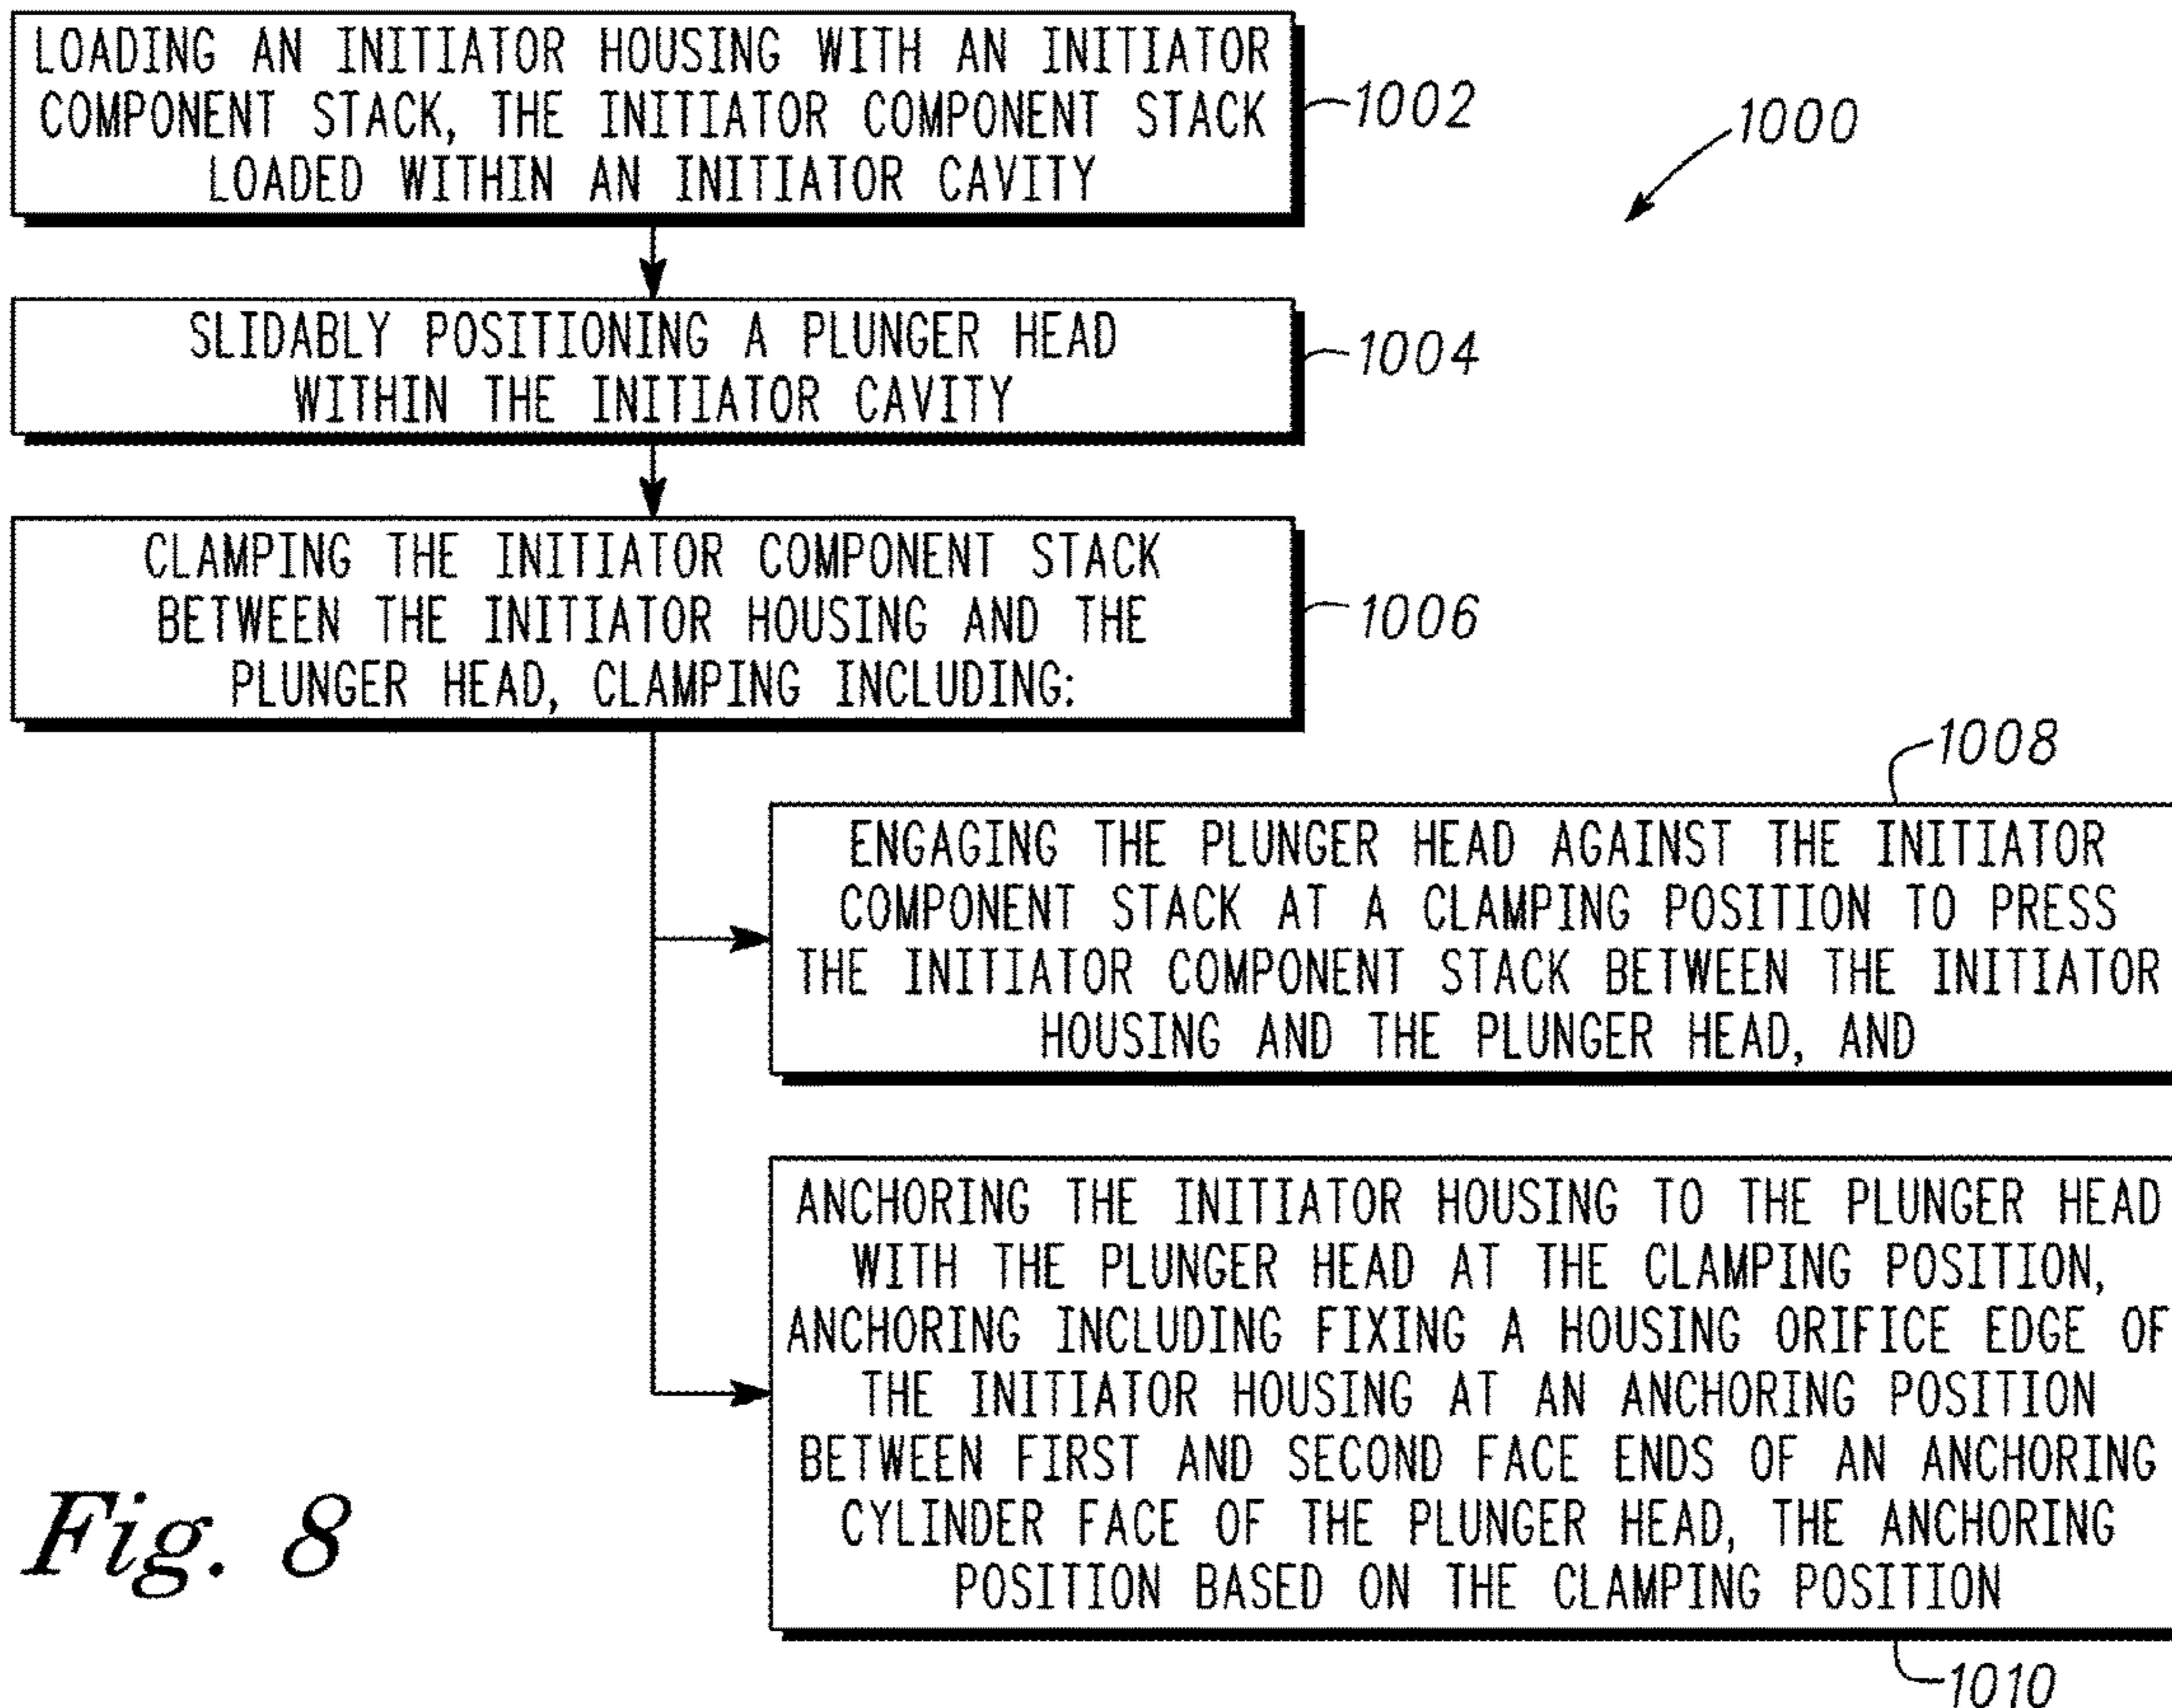 LOADING AN INITIATOR HOUSING WITH AN INITIATOR
COMPONENT STACK, THE INITIATOR COMPONENT STACK
LOADED WITHIN AN INITIATOR CAVITY
1002
1000
SLIDABLY POSITIONING A PLUNGER HEAD
WITHIN THE INITIATOR CAVITY
1004
CLAMPING THE INITIATOR COMPONENT STACK
BETWEEN THE INITIATOR HOUSING AND THE
PLUNGER HEAD, CLAMPING INCLUDING:
1006
1008
ENGAGING THE PLUNGER HEAD AGAINST THE INITIATOR
COMPONENT STACK AT A CLAMPING POSITION TO PRESS
THE INITIATOR COMPONENT STACK BETWEEN THE INITIATOR
HOUSING AND THE PLUNGER HEAD, AND
ANCHORING THE INITIATOR HOUSING TO THE PLUNGER HEAD
WITH THE PLUNGER HEAD AT THE CLAMPING POSITION,
ANCHORING INCLUDING FIXING A HOUSING ORIFICE EDGE OF
THE INITIATOR HOUSING AT AN ANCHORING POSITION
BETWEEN FIRST AND SECOND FACE ENDS OF AN ANCHORING
CYLINDER FACE OF THE PLUNGER HEAD, THE ANCHORING
POSITION BASED ON THE CLAMPING POSITION
1010
Fig. 8